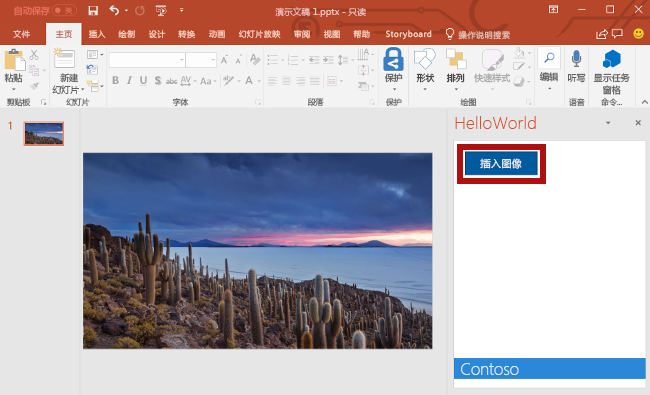 自动保存 关
演示文稿 1.pptx - 只读
文件 主页 插入 绘制 设计 转换 动画 幻灯片放映 审阅 视图 帮助 Storyboard 操作说明搜索
粘贴 新建 幻灯片 B I U S abc AV Aa A 保护 形状 排列 快速样式 编辑 听写 显示任务 窗格
剪贴板 幻灯片 字体 段落 保护 绘图 语音 命令...
1
HelloWorld
插入图像
Contoso